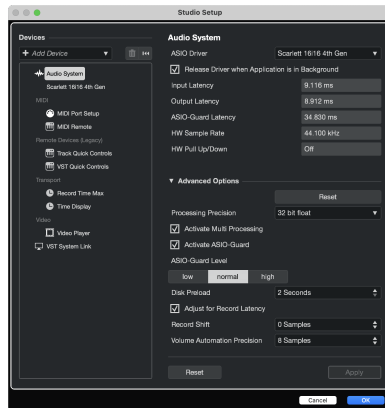 Studio Setup
Devices
+ Add Device
Audio System
Scarlett 16i16 4th Gen
MIDI
MIDI Port Setup
MIDI Remote
Remote Devices (Legacy)
Track Quick Controls
VST Quick Controls
Transport
Record Time Max
Time Display
Video
Video Player
VST System Link
Audio System
ASIO Driver Scarlett 16i16 4th Gen
Release Driver when Application is in Background
Input Latency 9.116 ms
Output Latency 8.912 ms
ASIO-Guard Latency 34.830 ms
HW Sample Rate 44.100 kHz
HW Pull Up/Down Off
Advanced Options
Reset
Processing Precision 32 bit float
Activate Multi Processing
Activate ASIO-Guard
ASIO-Guard Level
low normal high
Disk Preload 2 Seconds
Adjust for Record Latency
Record Shift 0 Samples
Volume Automation Precision 8 Samples
Reset Apply
Cancel OK